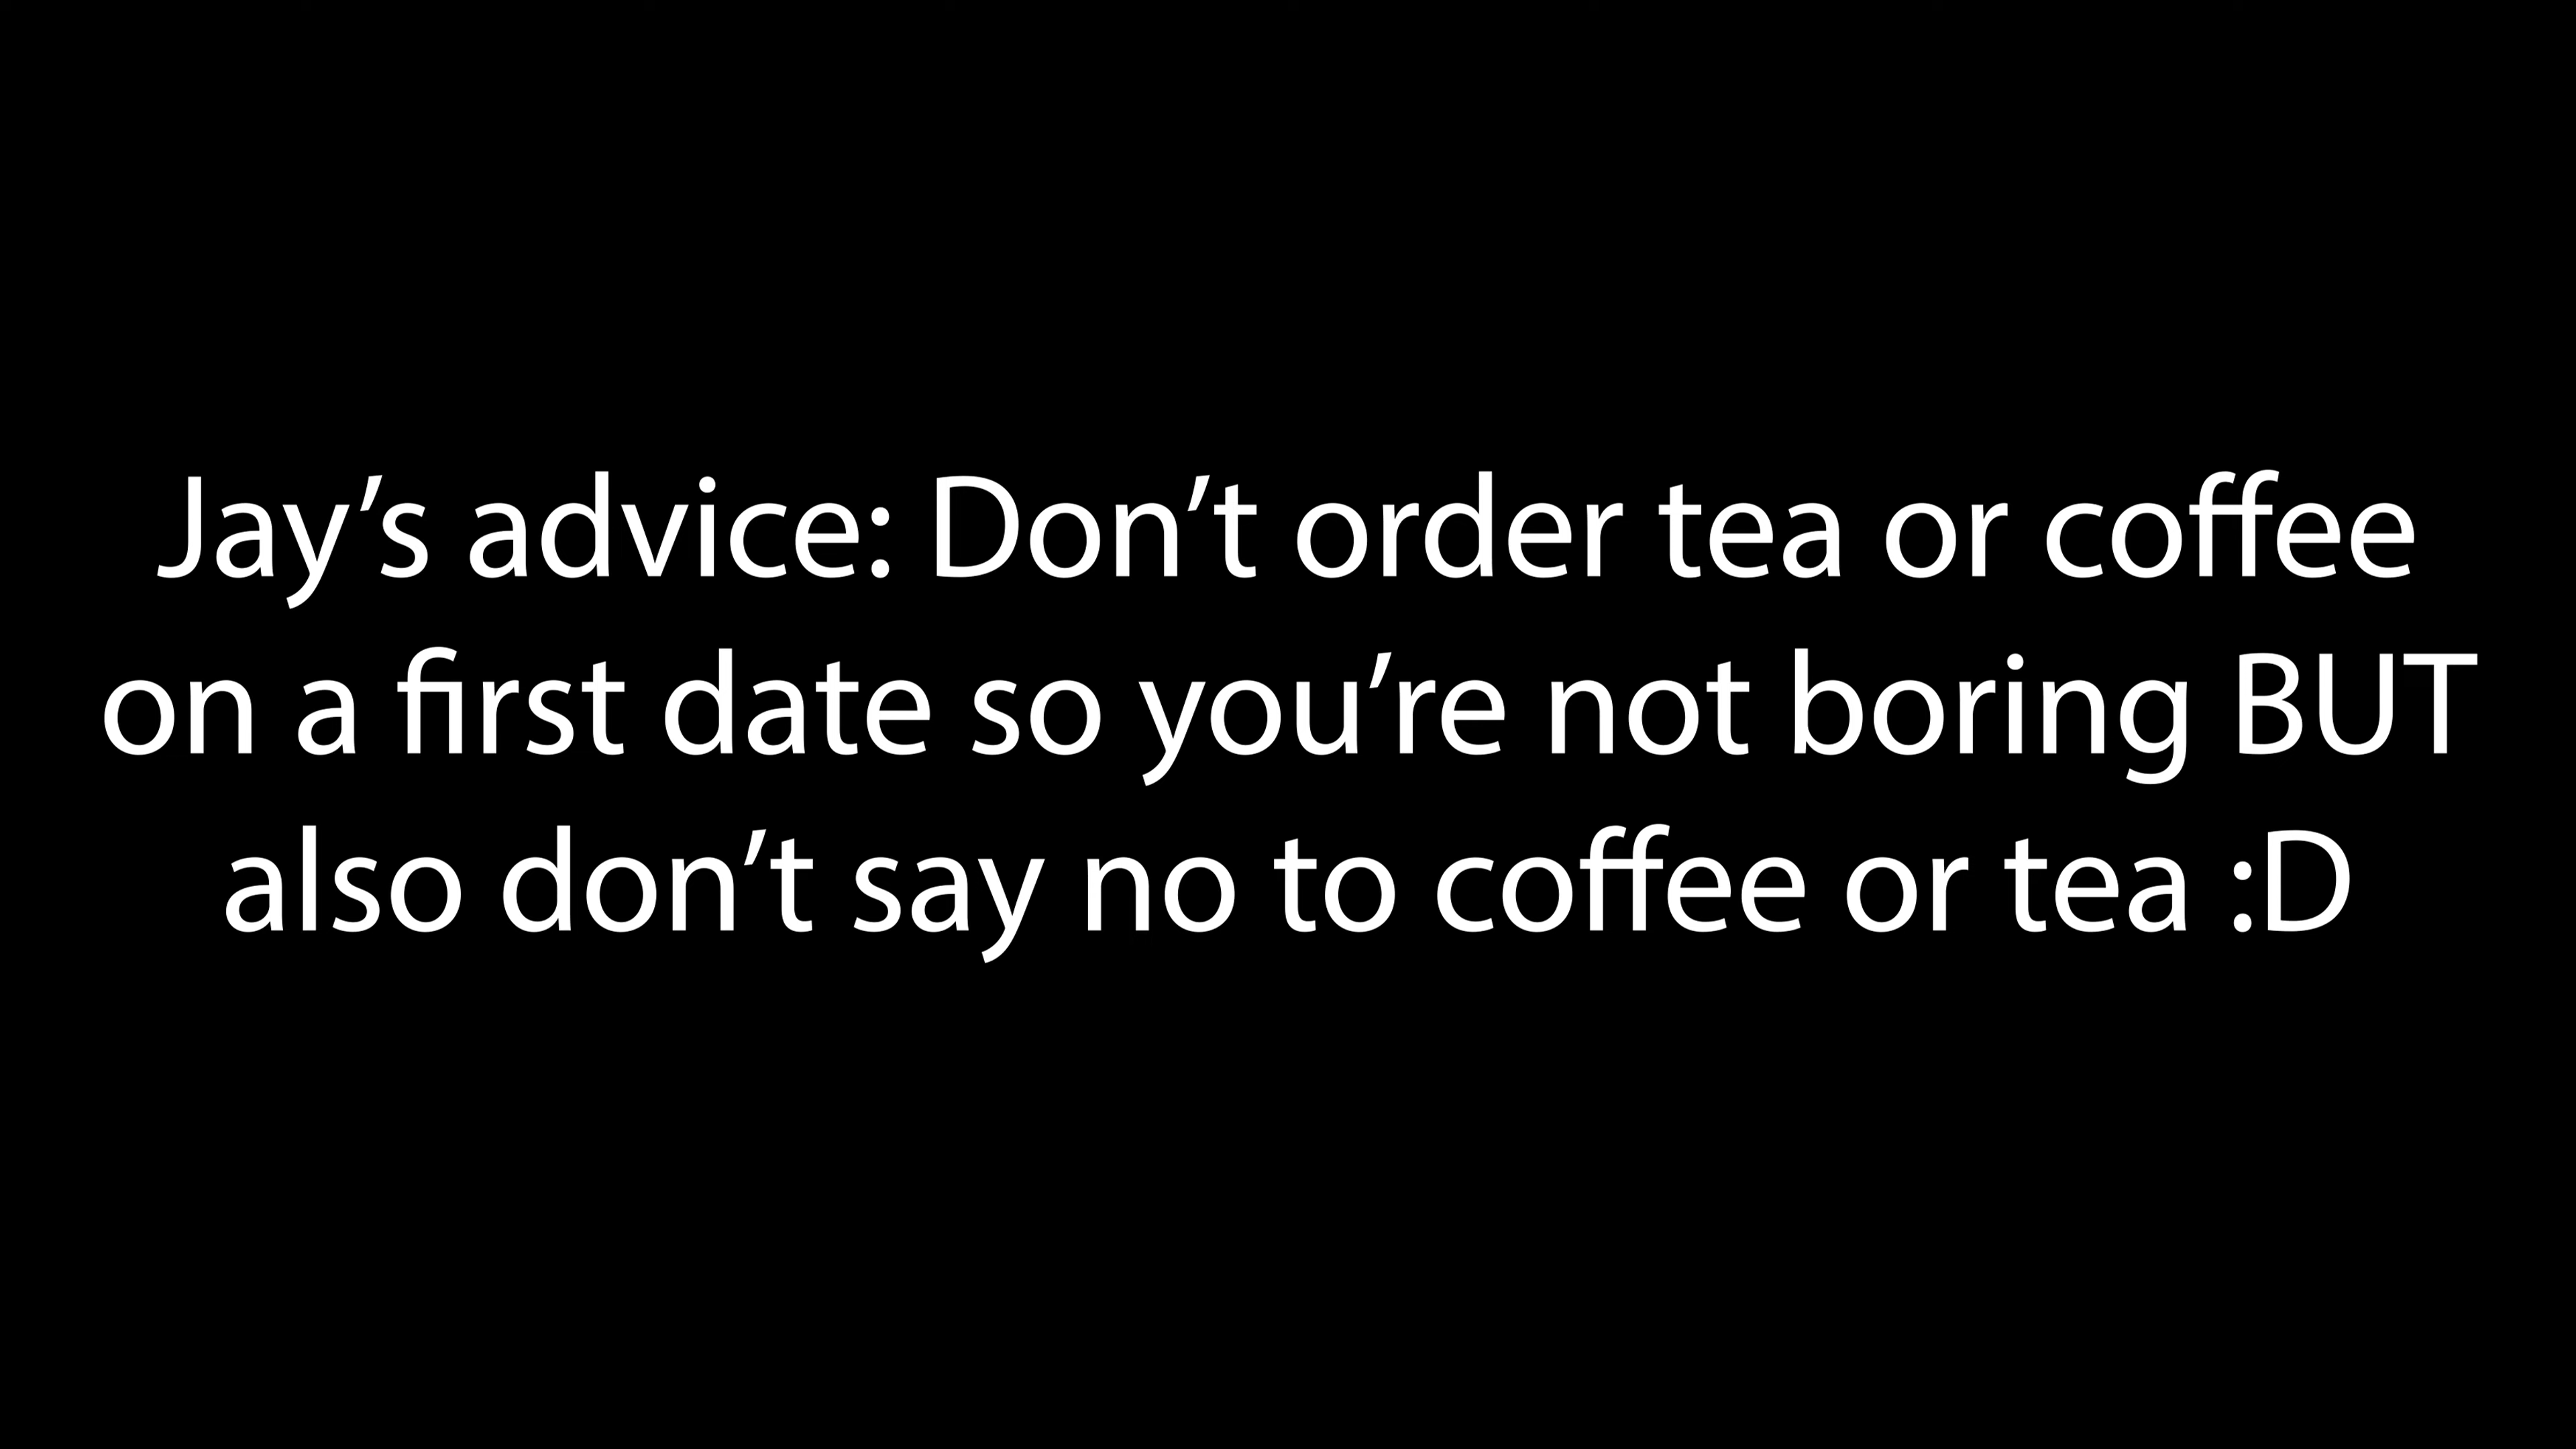 Jay’s advice: Don’t order tea or coffee
on a first date so you’re not boring BUT
also don’t say no to coffee or tea :D